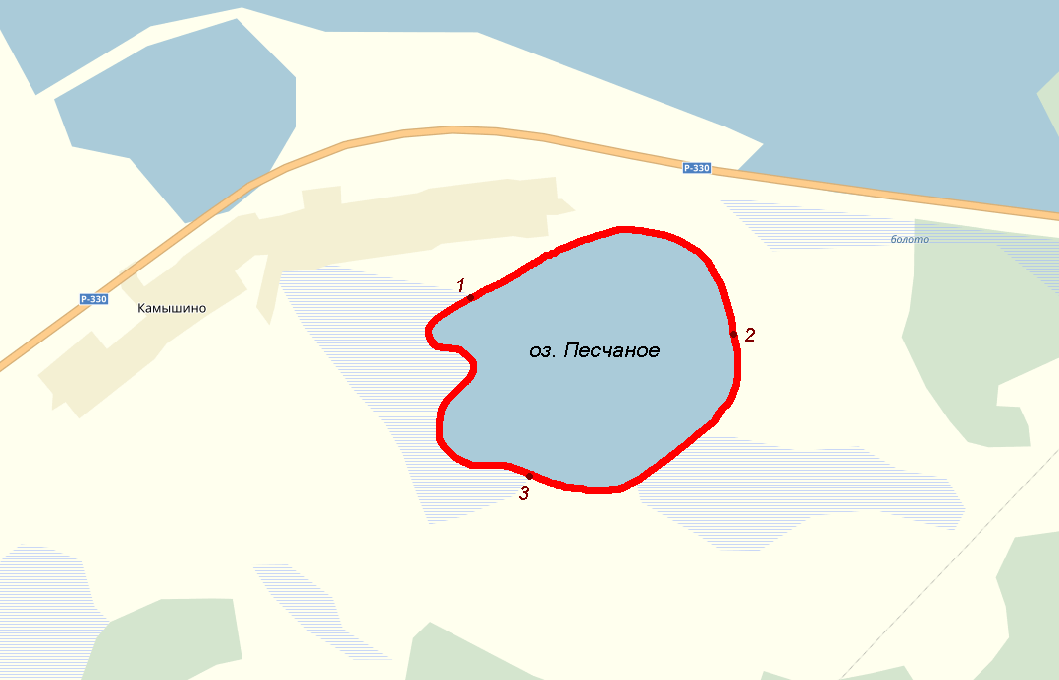 Р-330
болото
1
Р-330
Камышино
2
оз. Песчаное
3